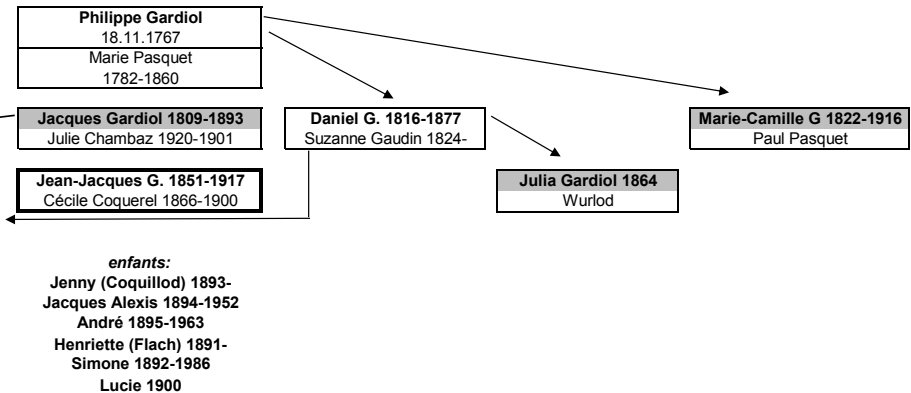 Philippe Gardiol
18.11.1767
Marie Pasquet
1782-1860
Jacques Gardiol 1809-1893
Julie Chambaz 1920-1901
Daniel G. 1816-1877
Suzanne Gaudin 1824-
Marie-Camille G 1822-1916
Paul Pasquet
Jean-Jacques G. 1851-1917
Cécile Coquerel 1866-1900
Julia Gardiol 1864
Wurlod
enfants:
Jenny (Coquillod) 1893-
Jacques Alexis 1894-1952
André 1895-1963
Henriette (Flach) 1891-
Simone 1892-1986
Lucie 1900